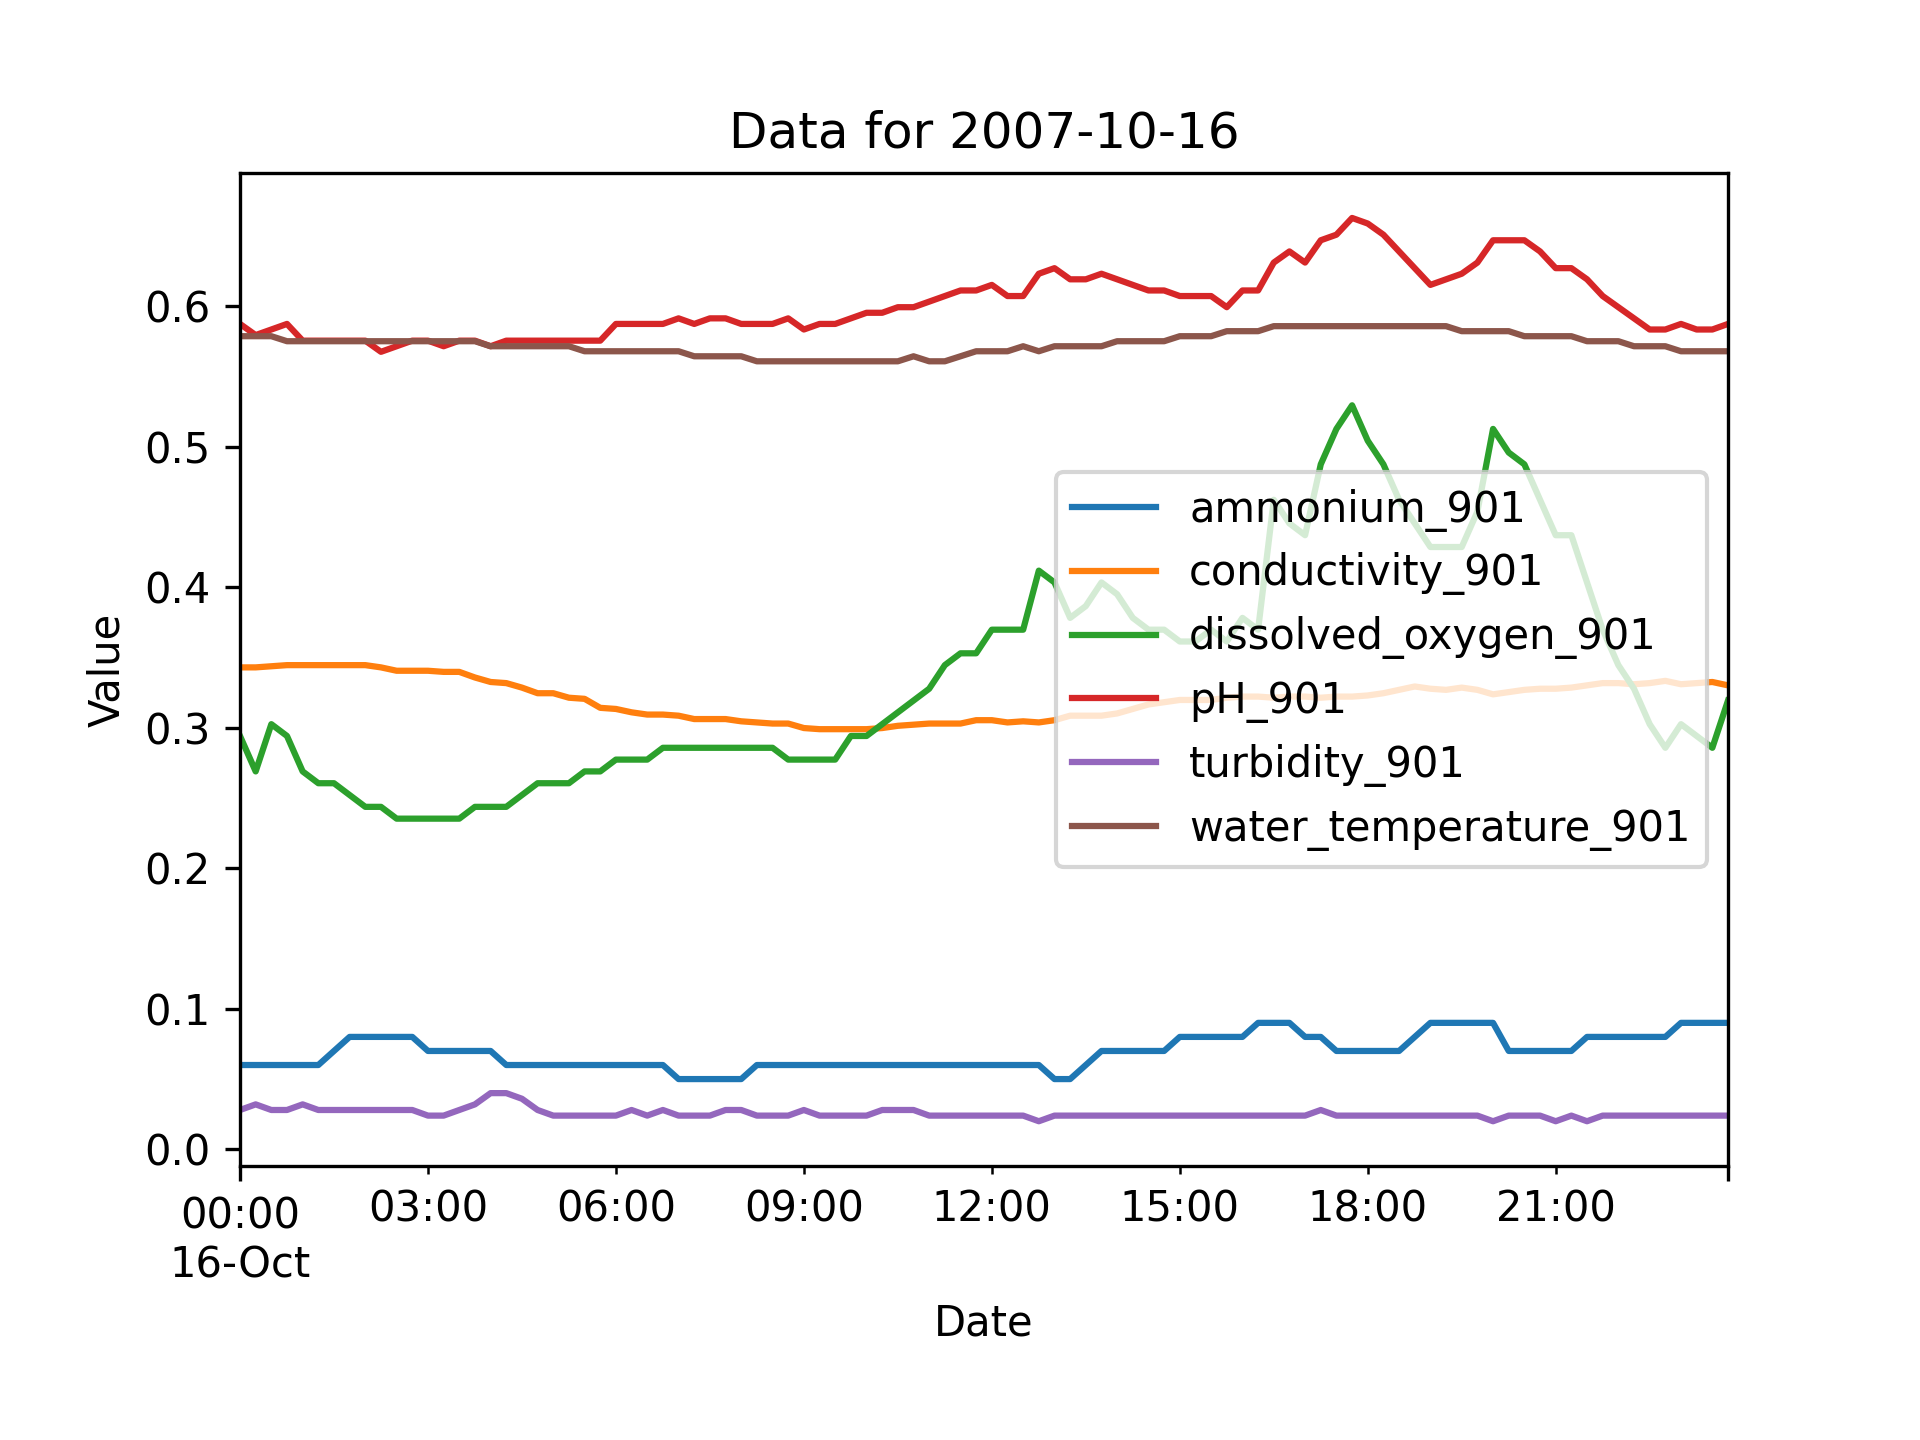 Data for 2007-10-16
Value
0.6
0.5
0.4
0.3
0.2
0.1
0.0
ammonium_901
conductivity_901
dissolved_oxygen_901
pH_901
turbidity_901
water_temperature_901
00:00 03:00 06:00 09:00 12:00 15:00 18:00 21:00
16-Oct
Date